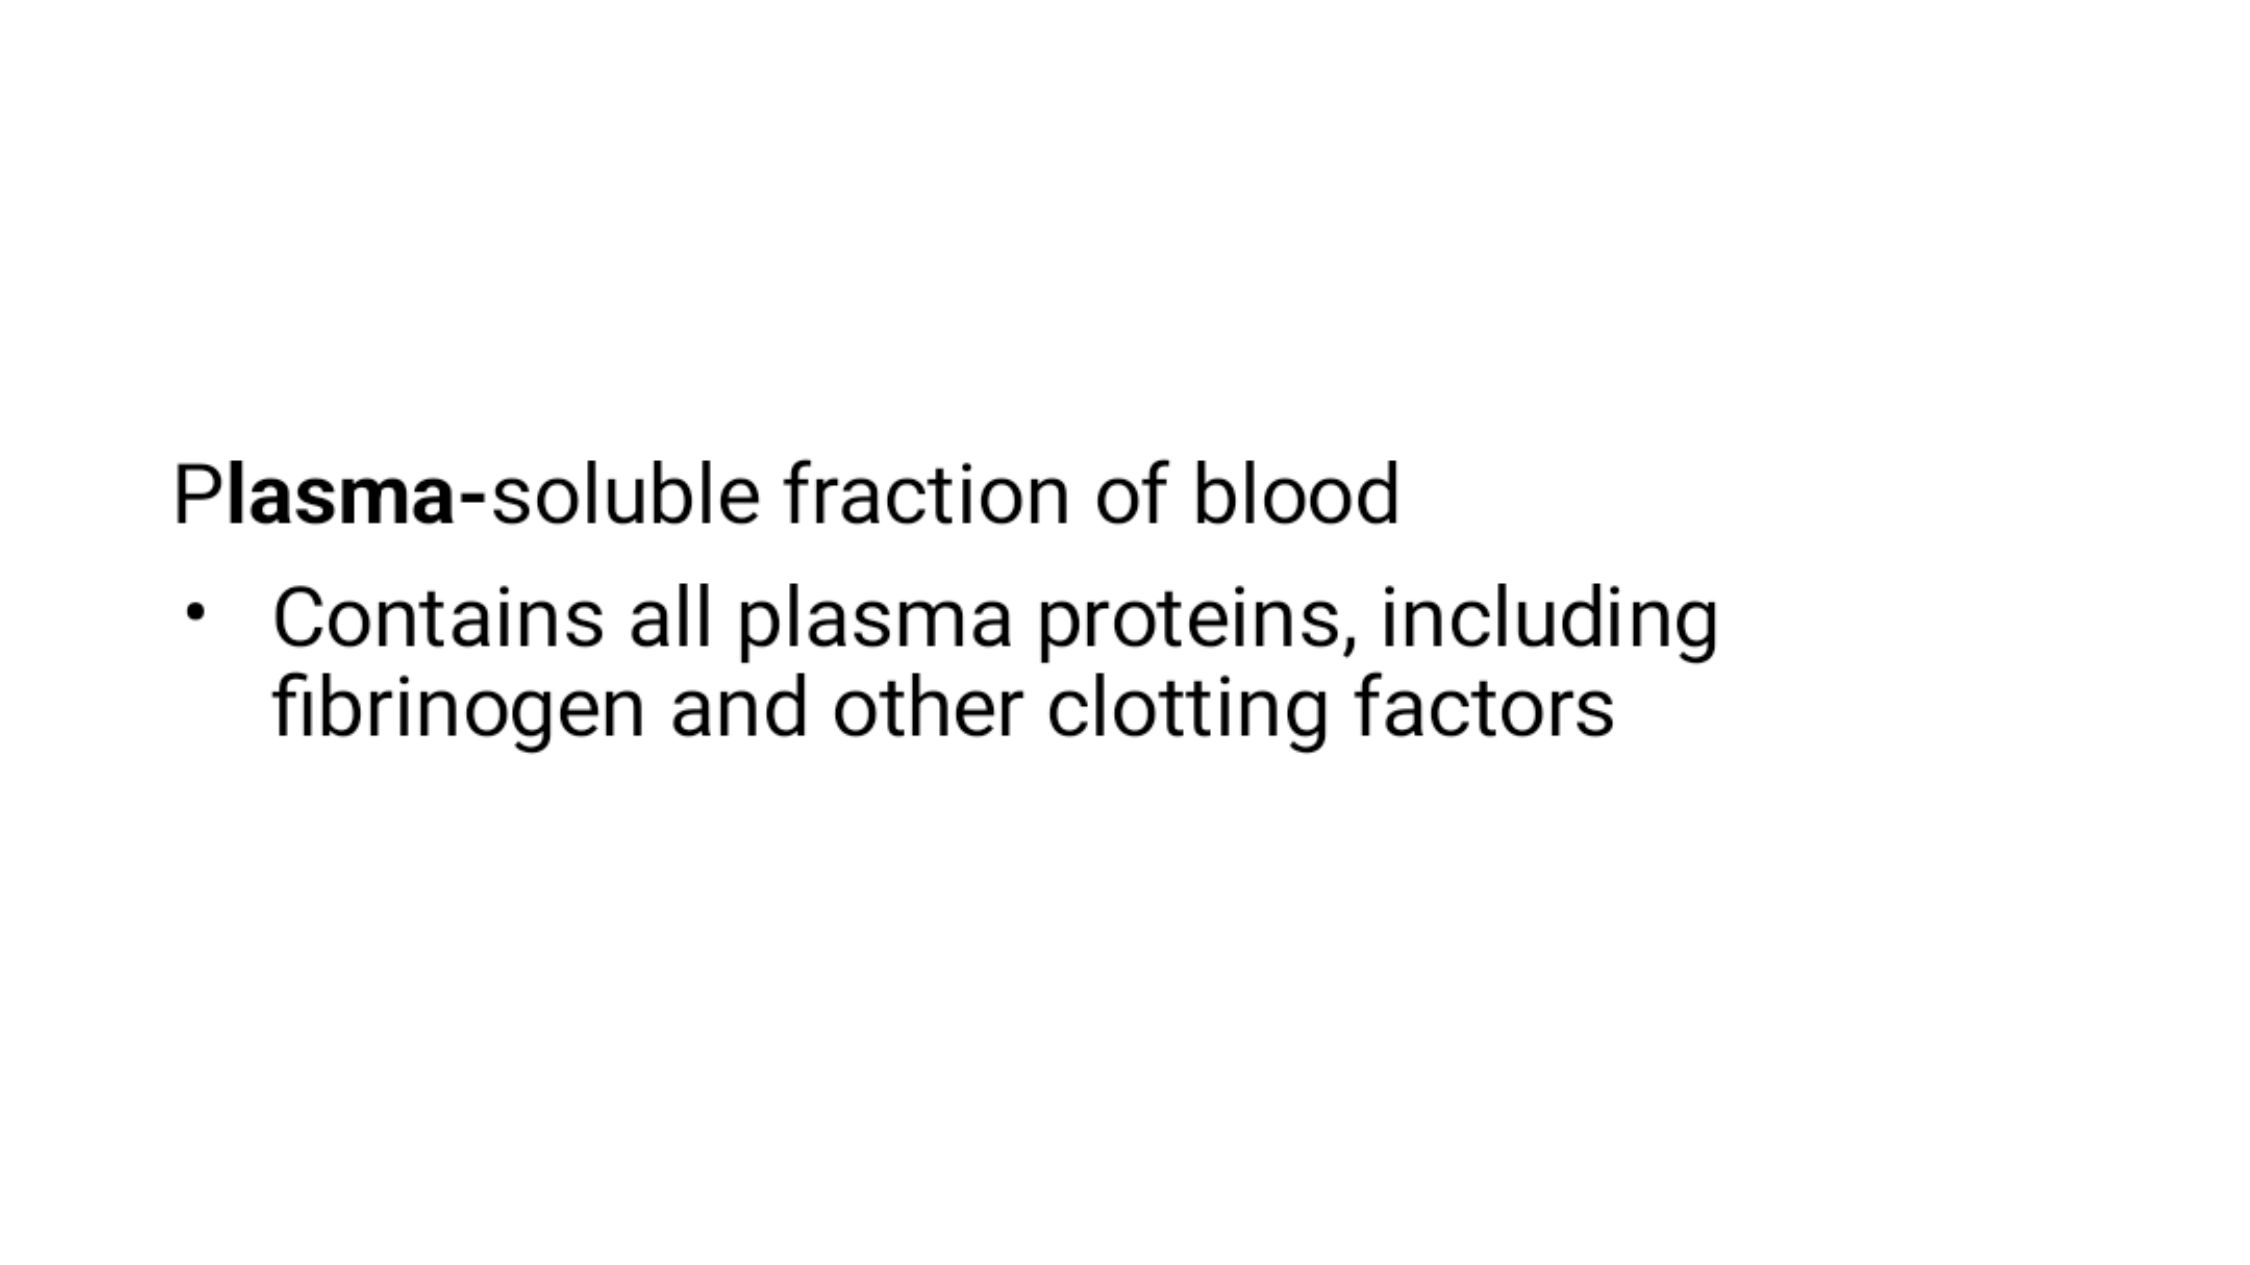 Plasma-soluble fraction of blood
• Contains all plasma proteins, including
fibrinogen and other clotting factors